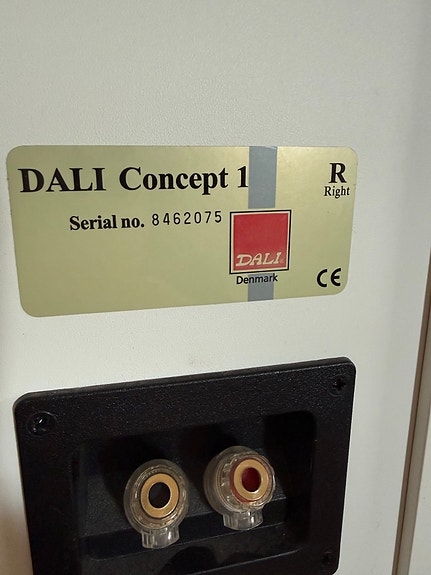 DALI Concept 1
R
Right
Serial no. 8462075
DALI
Denmark
CE